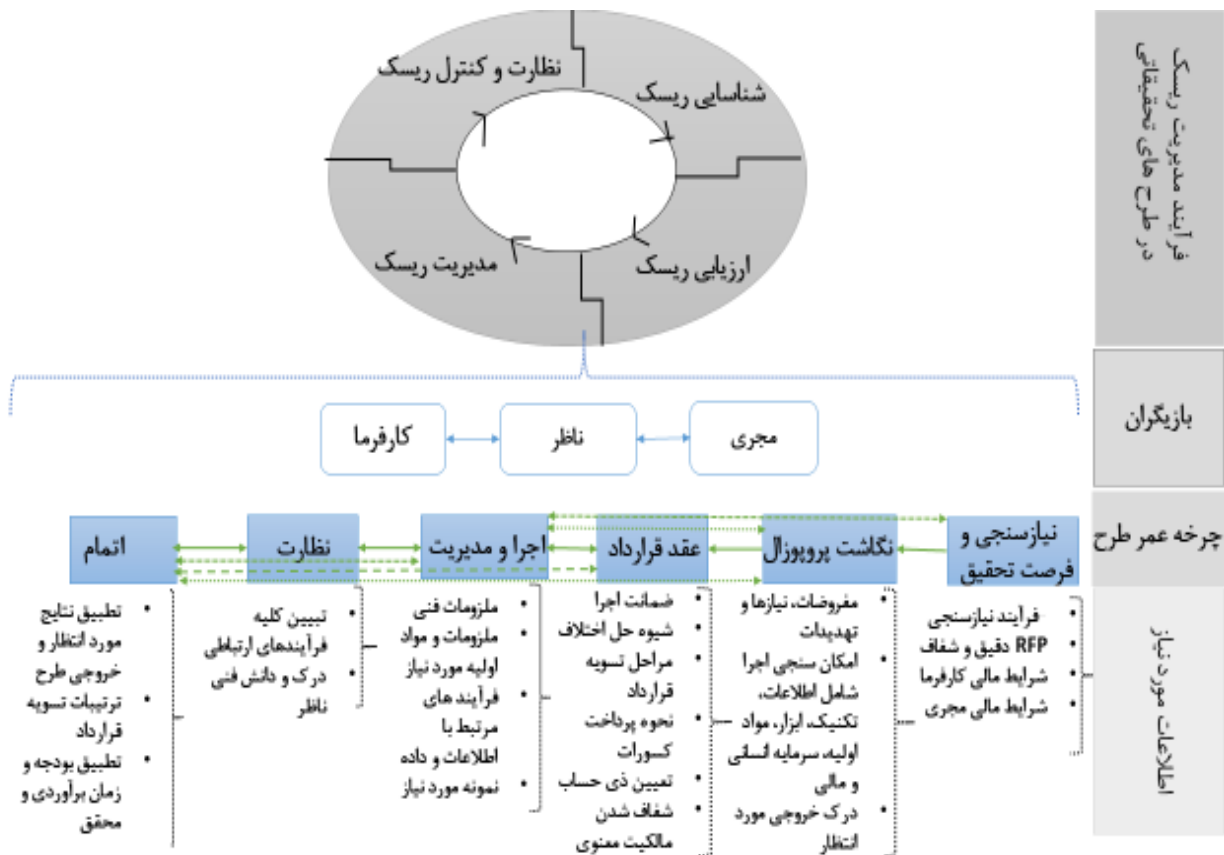 فرآیند مدیریت ریسک
در طرح های تحقیقاتی
نظارت و کنترل ریسک
شناسایی ریسک
ارزیابی ریسک
مدیریت ریسک
بازیگران
مجری
ناظر
کارفرما
چرخه عمر طرح
نیازسنجی و
فرصت تحقیق
نگاشت پروپوزال
عقد قرارداد
اجرا و مدیریت
نظارت
اتمام
اطلاعات مورد نیاز
• فرآیند نیازسنجی
• RFP دقیق و شفاف
• شرایط مالی کارفرما
• شرایط مالی مجری
• مفروضات، نیازها و
تهدیدات
• امکان سنجی اجرا
شامل اطلاعات،
تکنیک، ابزار، مواد
اولیه، سرمایه انسانی
و مالی
• درک خروجی مورد
انتظار
• ضمانت اجرا
• شیوه حل اختلاف
• مراحل تسویه
قرارداد
• نحوه پرداخت
کسورات
• تعیین ذی حساب
• شفاف شدن
مالکیت معنوی
• ملزومات فنی
• ملزومات و مواد
اولیه مورد نیاز
• فرآیند های
مرتبط با
اطلاعات و داده
• نمونه مورد نیاز
• تبیین کلیه
فرآیندهای ارتباطی
• درک و دانش فنی
ناظر
• تطبیق نتایج
مورد انتظار و
خروجی طرح
• ترتیبات تسویه
قرارداد
• تطبیق بودجه و
زمان برآوردی و
محقق